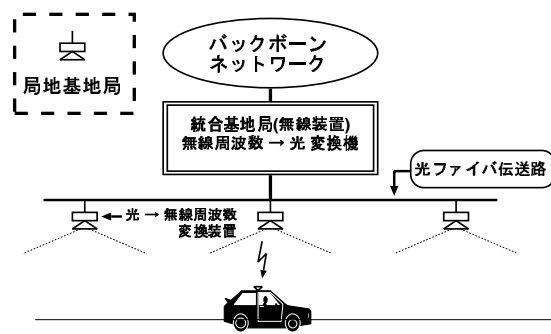 バックボーン
ネットワーク
局地基地局
統合基地局(無線装置)
無線周波数 → 光 変換機
光ファイバ伝送路
光 → 無線周波数
変換装置